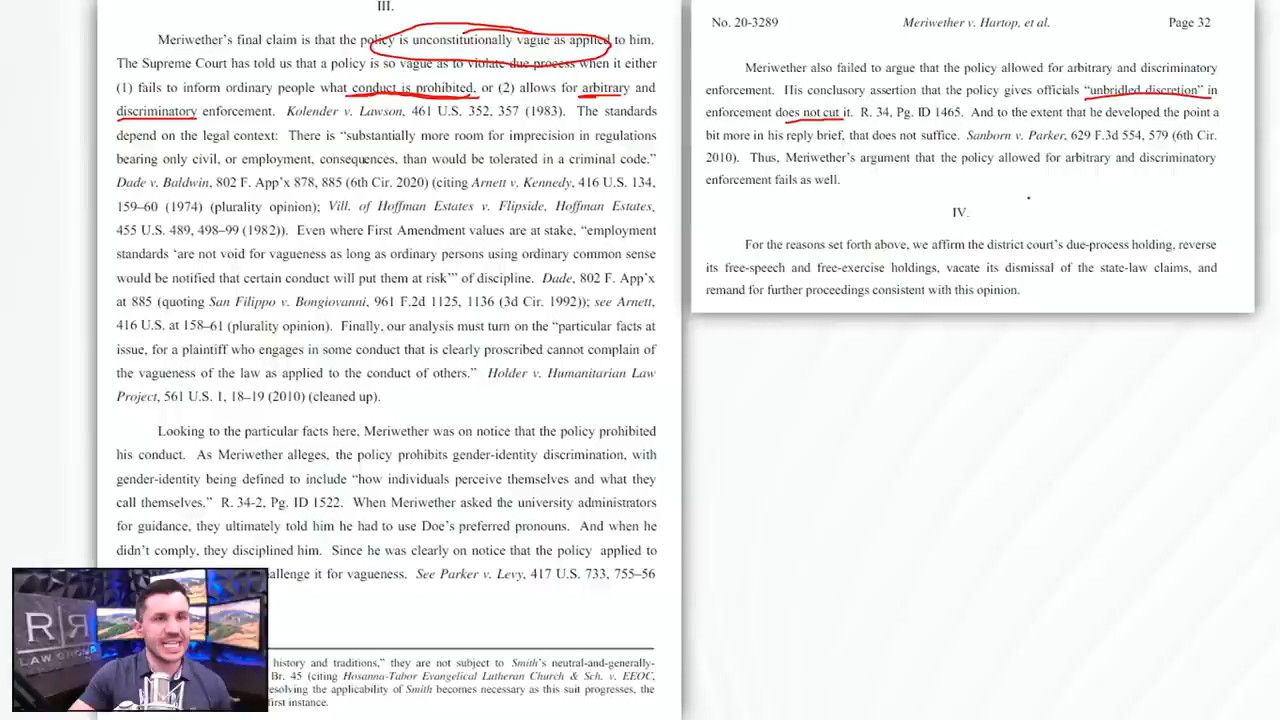 III.
Meriwether's final claim is that the policy is unconstitutionally vague as applied to him.
The Supreme Court has told us that a policy is so vague as to violate due process when it either
(1) fails to inform ordinary people what conduct is prohibited, or (2) allows for arbitrary and
discriminatory enforcement. Kolender v. Lawson, 461 U.S. 352, 357 (1983). The standards
depend on the legal context: There is “substantially more room for imprecision in regulations
bearing only civil, or employment, consequences, than would be tolerated in a criminal code.”
Dade v. Baldwin, 802 F. App'x 878, 885 (6th Cir. 2020) (citing Arnett v. Kennedy, 416 U.S. 134,
159–60 (1974) (plurality opinion); Vill. of Hoffman Estates v. Flipside, Hoffman Estates,
455 U.S. 489, 498–99 (1982)). Even where First Amendment values are at stake, “employment
standards ‘are not void for vagueness as long as ordinary persons using ordinary common sense
would be notified that certain conduct will put them at risk’” of discipline. Dade, 802 F. App'x
at 885 (quoting San Filippo v. Bongiovanni, 961 F.2d 1125, 1136 (3d Cir. 1992)); see Arnett,
416 U.S. at 158–61 (plurality opinion). Finally, our analysis must turn on the “particular facts at
issue, for a plaintiff who engages in some conduct that is clearly proscribed cannot complain of
the vagueness of the law as applied to the conduct of others.” Holder v. Humanitarian Law
Project, 561 U.S. 1, 18–19 (2010) (cleaned up).
Looking to the particular facts here, Meriwether was on notice that the policy prohibited
his conduct. As Meriwether alleges, the policy prohibits gender-identity discrimination, with
gender-identity being defined to include “how individuals perceive themselves and what they
call themselves.” R. 34-2, Pg. ID 1522. When Meriwether asked the university administrators
for guidance, they ultimately told him he had to use Doe's preferred pronouns. And when he
didn't comply, they disciplined him. Since he was clearly on notice that the policy applied to
allenge it for vagueness. See Parker v. Levy, 417 U.S. 733, 755–56
history and traditions,” they are not subject to Smith's neutral-and-generally-
Br. 45 (citing Hosanna-Tabor Evangelical Lutheran Church & Sch. v. EEOC,
esolving the applicability of Smith becomes necessary as this suit progresses, the
first instance.
R|R
LAW GROUP
No. 20-3289 Meriwether v. Hartop, et al. Page 32
Meriwether also failed to argue that the policy allowed for arbitrary and discriminatory
enforcement. His conclusory assertion that the policy gives officials “unbridled discretion” in
enforcement does not cut it. R. 34, Pg. ID 1465. And to the extent that he developed the point a
bit more in his reply brief, that does not suffice. Sanborn v. Parker, 629 F.3d 554, 579 (6th Cir.
2010). Thus, Meriwether's argument that the policy allowed for arbitrary and discriminatory
enforcement fails as well.
IV.
For the reasons set forth above, we affirm the district court's due-process holding, reverse
its free-speech and free-exercise holdings, vacate its dismissal of the state-law claims, and
remand for further proceedings consistent with this opinion.